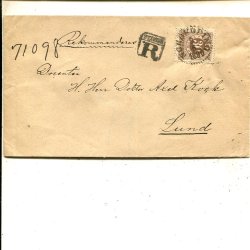 71098
Rekommenderas
R
Docenten
H. Herr Doktor Axel Kock
Lund